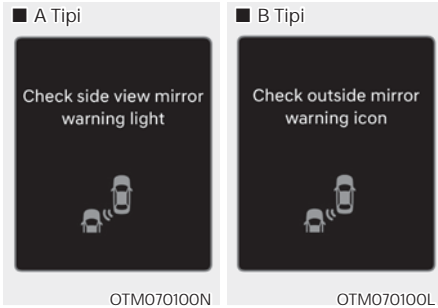 ■ A Tipi
Check side view mirror
warning light
OTM070100N
■ B Tipi
Check outside mirror
warning icon
OTM070100L